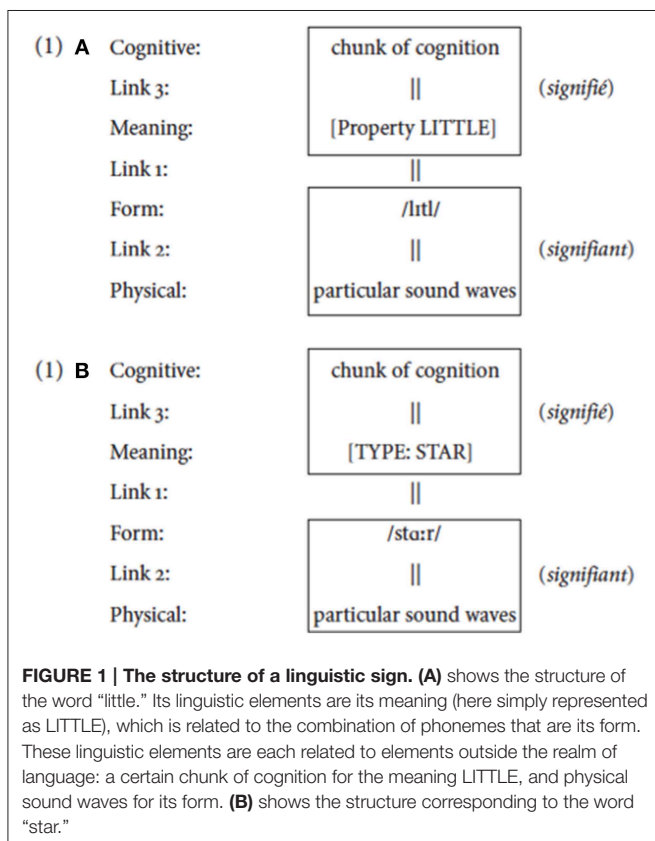 (1) A Cognitive: chunk of cognition
Link 3: || (signifié)
Meaning: [Property LITTLE]
Link 1: ||
Form: /lɪtl/
Link 2: || (signifiant)
Physical: particular sound waves
(1) B Cognitive: chunk of cognition
Link 3: || (signifié)
Meaning: [TYPE: STAR]
Link 1: ||
Form: /stɑːr/
Link 2: || (signifiant)
Physical: particular sound waves
FIGURE 1 | The structure of a linguistic sign. (A) shows the structure of
the word “little.” Its linguistic elements are its meaning (here simply represented
as LITTLE), which is related to the combination of phonemes that are its form.
These linguistic elements are each related to elements outside the realm of
language: a certain chunk of cognition for the meaning LITTLE, and physical
sound waves for its form. (B) shows the structure corresponding to the word
“star.”